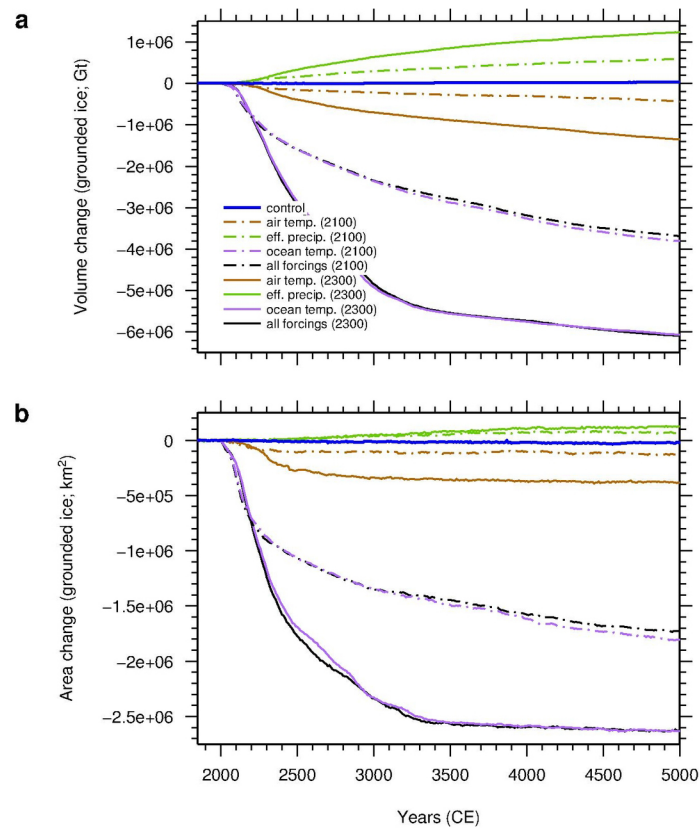 a
1e+06
0
−1e+06
−2e+06
−3e+06
−4e+06
−5e+06
−6e+06
Volume change (grounded ice; Gt)
control
air temp. (2100)
eff. precip. (2100)
ocean temp. (2100)
all forcings (2100)
air temp. (2300)
eff. precip. (2300)
ocean temp. (2300)
all forcings (2300)
b
0
−5e+05
−1e+06
−1.5e+06
−2e+06
−2.5e+06
Area change (grounded ice; km²)
2000 2500 3000 3500 4000 4500 5000
Years (CE)